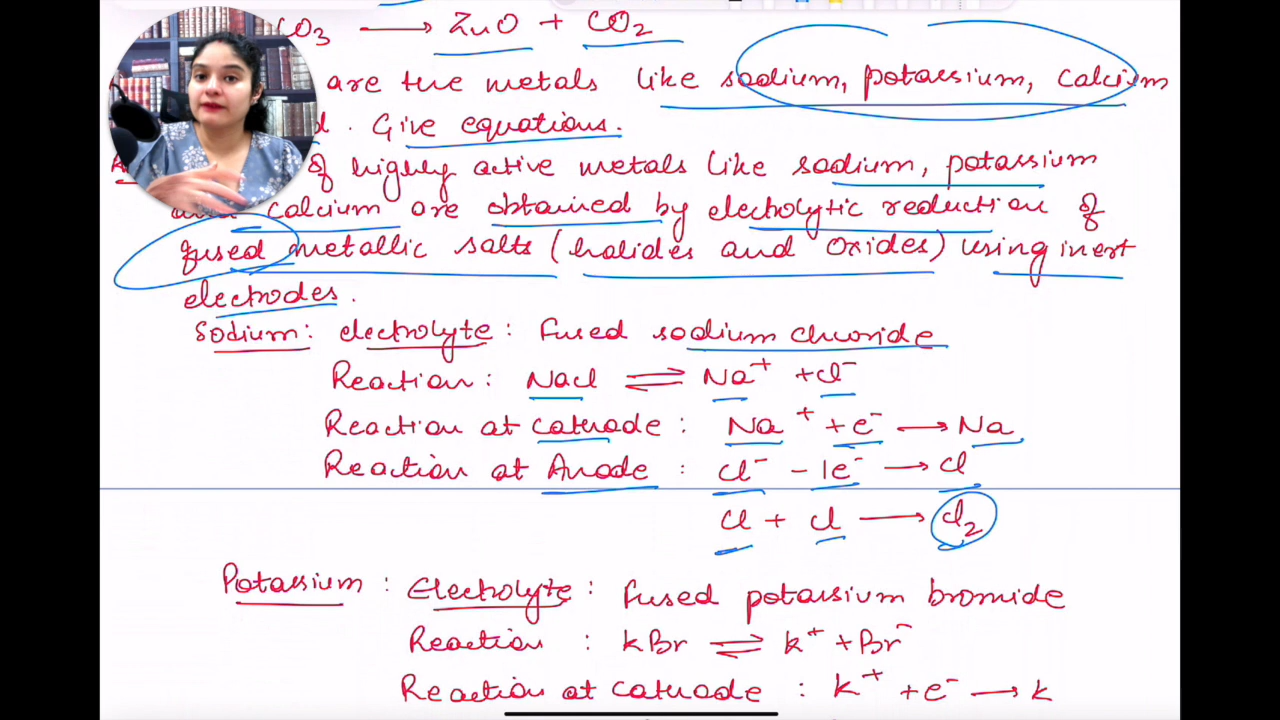 CO₃ ⟶ ZnO + CO₂
are the metals like sodium, potassium, calcium
. Give equations.
of highly active metals like sodium, potassium
calcium are obtained by electrolytic reduction of
fused metallic salts (halides and oxides) using inert
electrodes.
Sodium: electrolyte: Fused sodium chloride
Reaction: NaCl ⇌ Na⁺ + Cl⁻
Reaction at cathode: Na⁺ + e⁻ ⟶ Na
Reaction at Anode: Cl⁻ - 1e⁻ ⟶ Cl
Cl + Cl ⟶ Cl₂
Potassium: Electrolyte: Fused potassium bromide
Reaction: KBr ⇌ K⁺ + Br⁻
Reaction at cathode: K⁺ + e⁻ ⟶ K